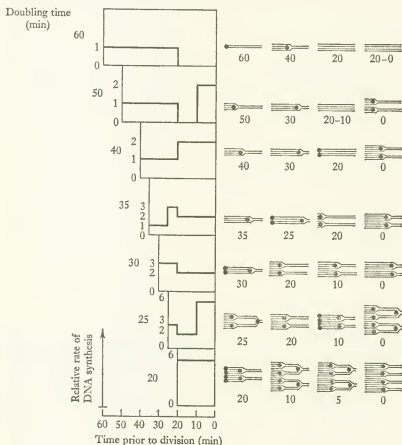 Doubling time
(min)
60
1
0
60 40 20 20-0
50
2
1
0
50 30 20-10 0
40
2
1
0
40 30 20 0
35
3
2
1
0
35 25 20 0
30
3
2
0
30 20 10 0
25
6
3
2
1
0
25 20 10 0
20
6
0
20 10 5 0
Relative rate of
DNA synthesis
60 50 40 30 20 10 0
Time prior to division (min)